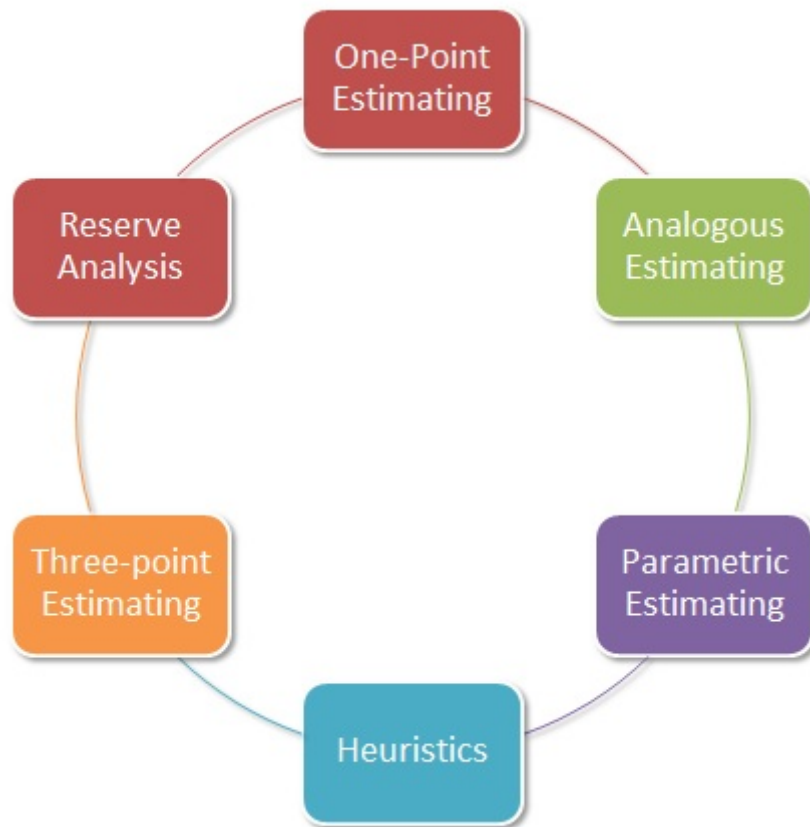 One-Point
Estimating
Analogous
Estimating
Parametric
Estimating
Heuristics
Three-point
Estimating
Reserve
Analysis